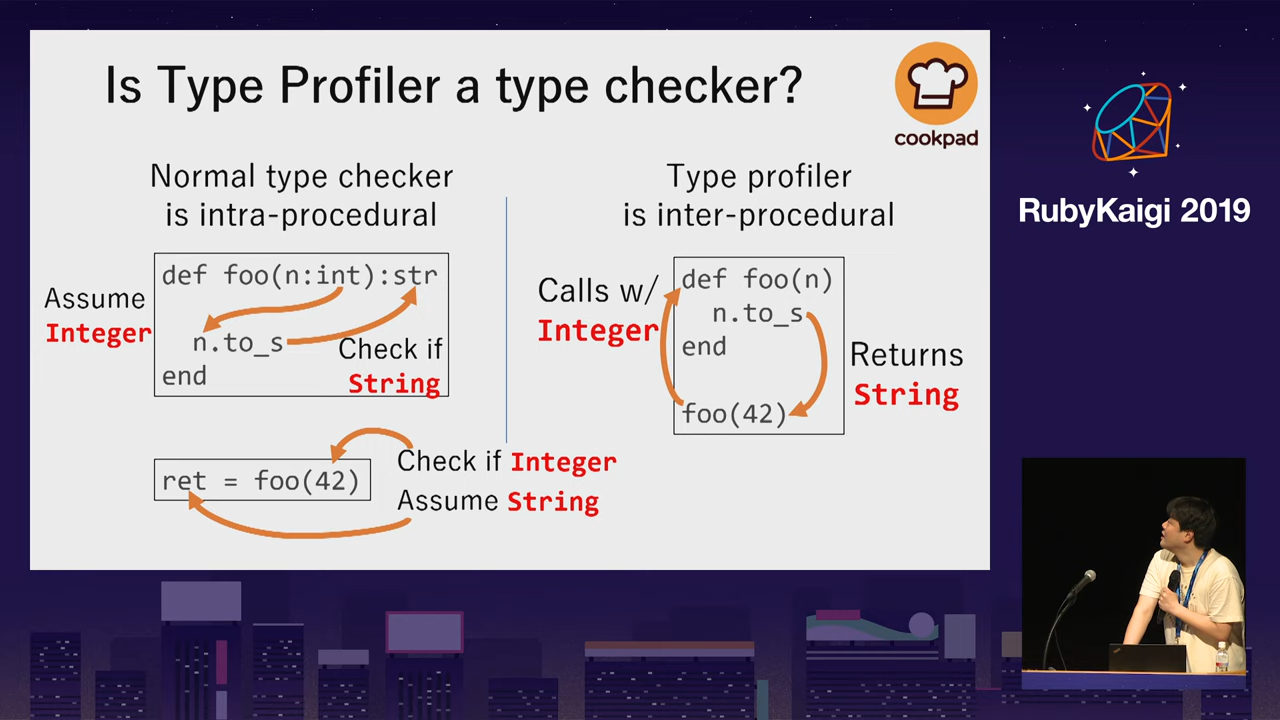 Is Type Profiler a type checker?
cookpad
Normal type checker
is intra-procedural
Assume
Integer
def foo(n:int):str
n.to_s
end
Check if
String
ret = foo(42)
Check if Integer
Assume String
Type profiler
is inter-procedural
Calls w/
Integer
def foo(n)
n.to_s
end
foo(42)
Returns
String
RubyKaigi 2019